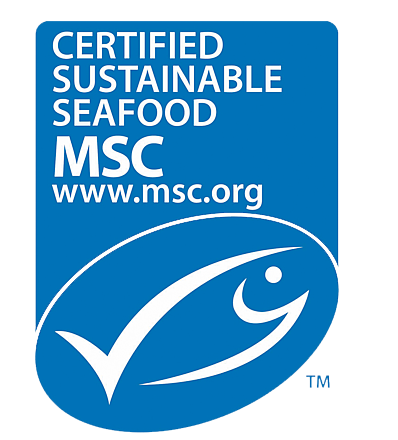 CERTIFIED
SUSTAINABLE
SEAFOOD
MSC
www.msc.org
TM